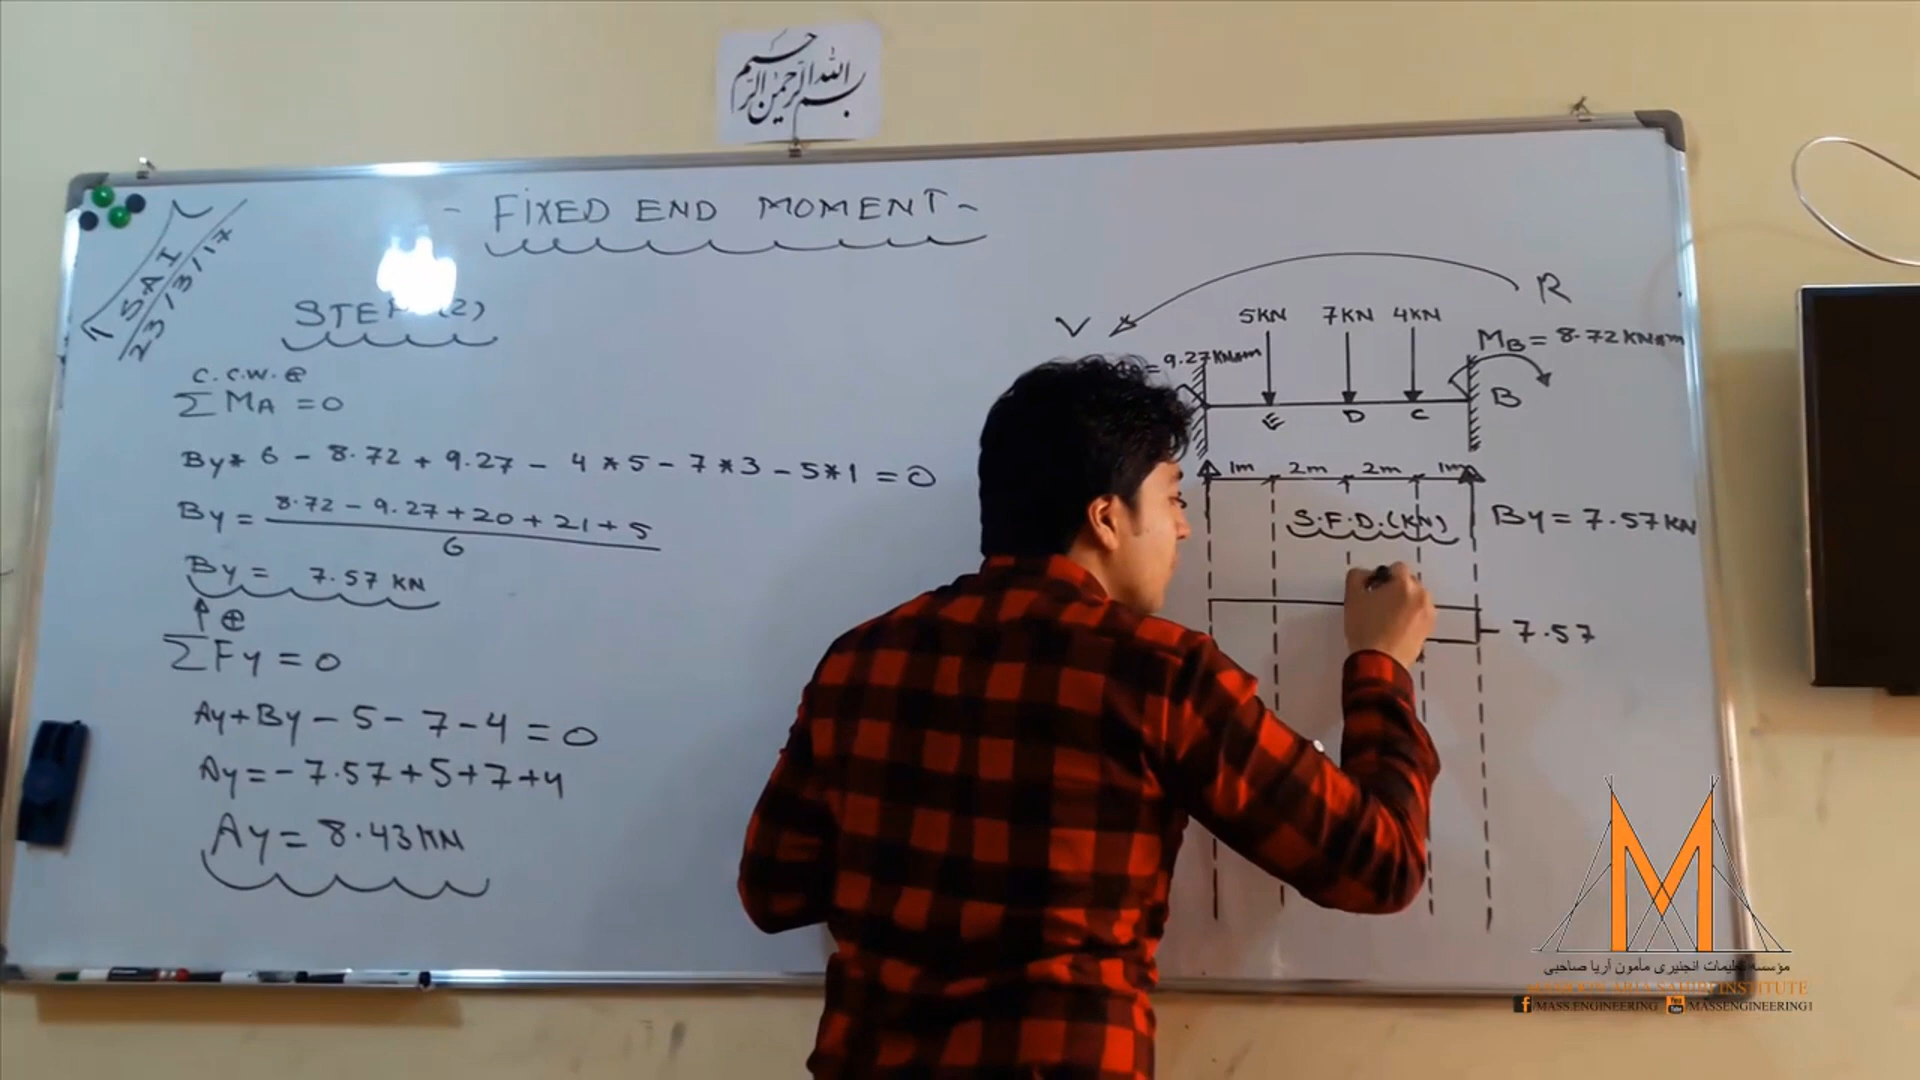 بسم الله الرحمن الرحيم
- FIXED END MOMENT -
SAI
23/3/17
STEP (2)
C.C.W. ⊕
ΣMA = 0
By* 6 - 8.72 + 9.27 - 4 * 5 - 7 * 3 - 5*1 = 0
By = 8.72 - 9.27 + 20 + 21 + 5
6
By = 7.57 KN
↑ ⊕
ΣFy = 0
Ay + By - 5 - 7 - 4 = 0
Ay = - 7.57 + 5 + 7 + 4
Ay = 8.43 KN
V
R
5KN 7KN 4KN
9.27 KN*m
MB = 8.72 KN*m
B
E D C
1m 2m 2m 1m
S.F.D. (KN)
By = 7.57 KN
- 7.57
M
مؤسسه تعلیمات انجنیری مأمون آریا صاحبی
INSTITUTE
/MASS.ENGINEERING
/MASSENGINEERING1